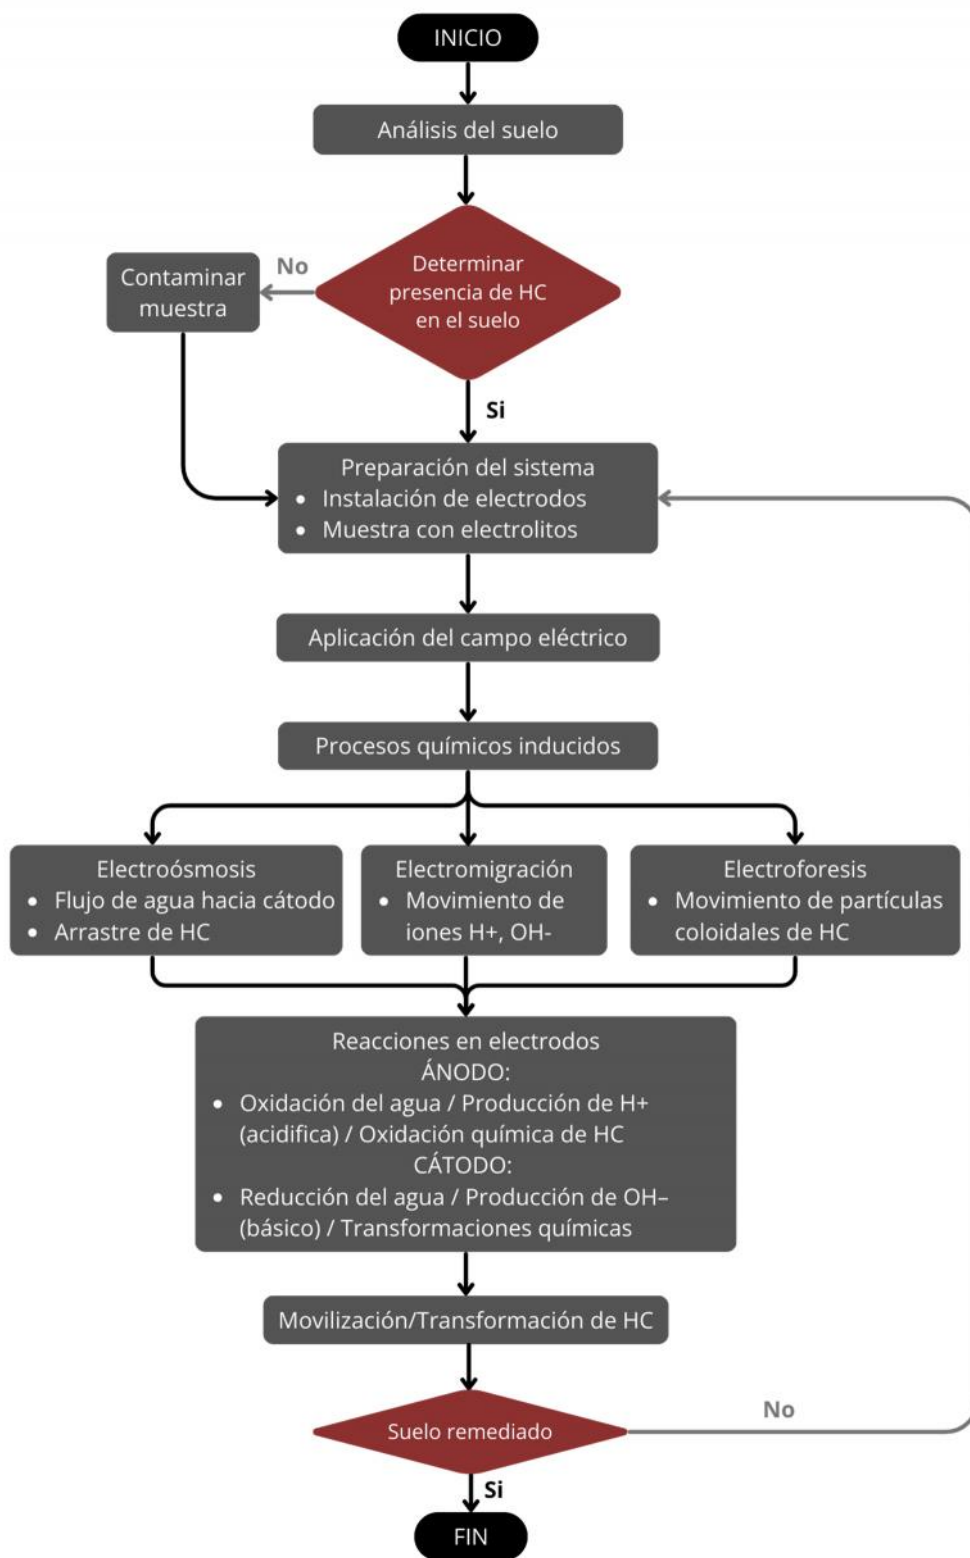 INICIO
Análisis del suelo
Determinar
presencia de HC
en el suelo
No
Contaminar
muestra
Si
Preparación del sistema
• Instalación de electrodos
• Muestra con electrolitos
Aplicación del campo eléctrico
Procesos químicos inducidos
Electroósmosis
• Flujo de agua hacia cátodo
• Arrastre de HC
Electromigración
• Movimiento de
iones H+, OH-
Electroforesis
• Movimiento de partículas
coloidales de HC
Reacciones en electrodos
ÁNODO:
• Oxidación del agua / Producción de H+
(acidifica) / Oxidación química de HC
CÁTODO:
• Reducción del agua / Producción de OH–
(básico) / Transformaciones químicas
Movilización/Transformación de HC
Suelo remediado
No
Si
FIN